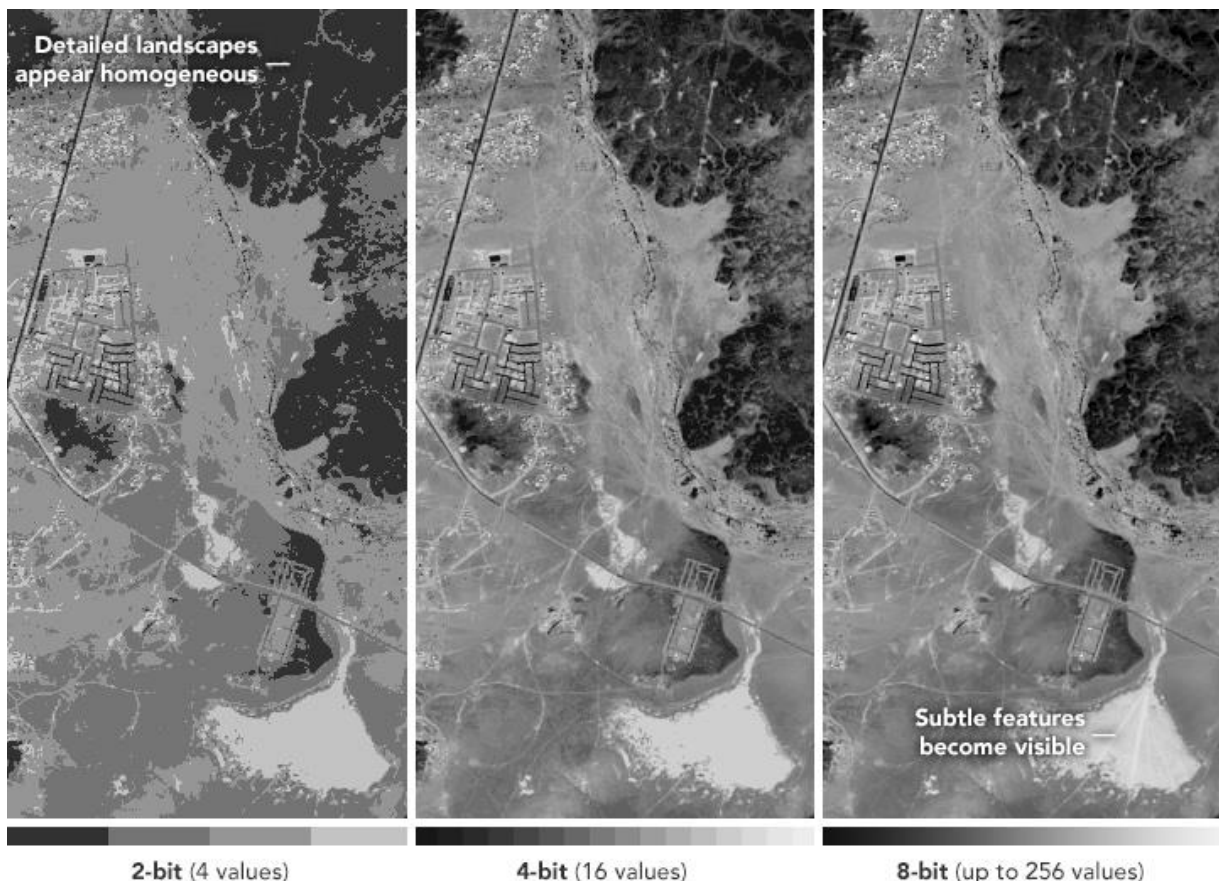 Detailed landscapes
appear homogeneous
Subtle features
become visible
2-bit (4 values)
4-bit (16 values)
8-bit (up to 256 values)